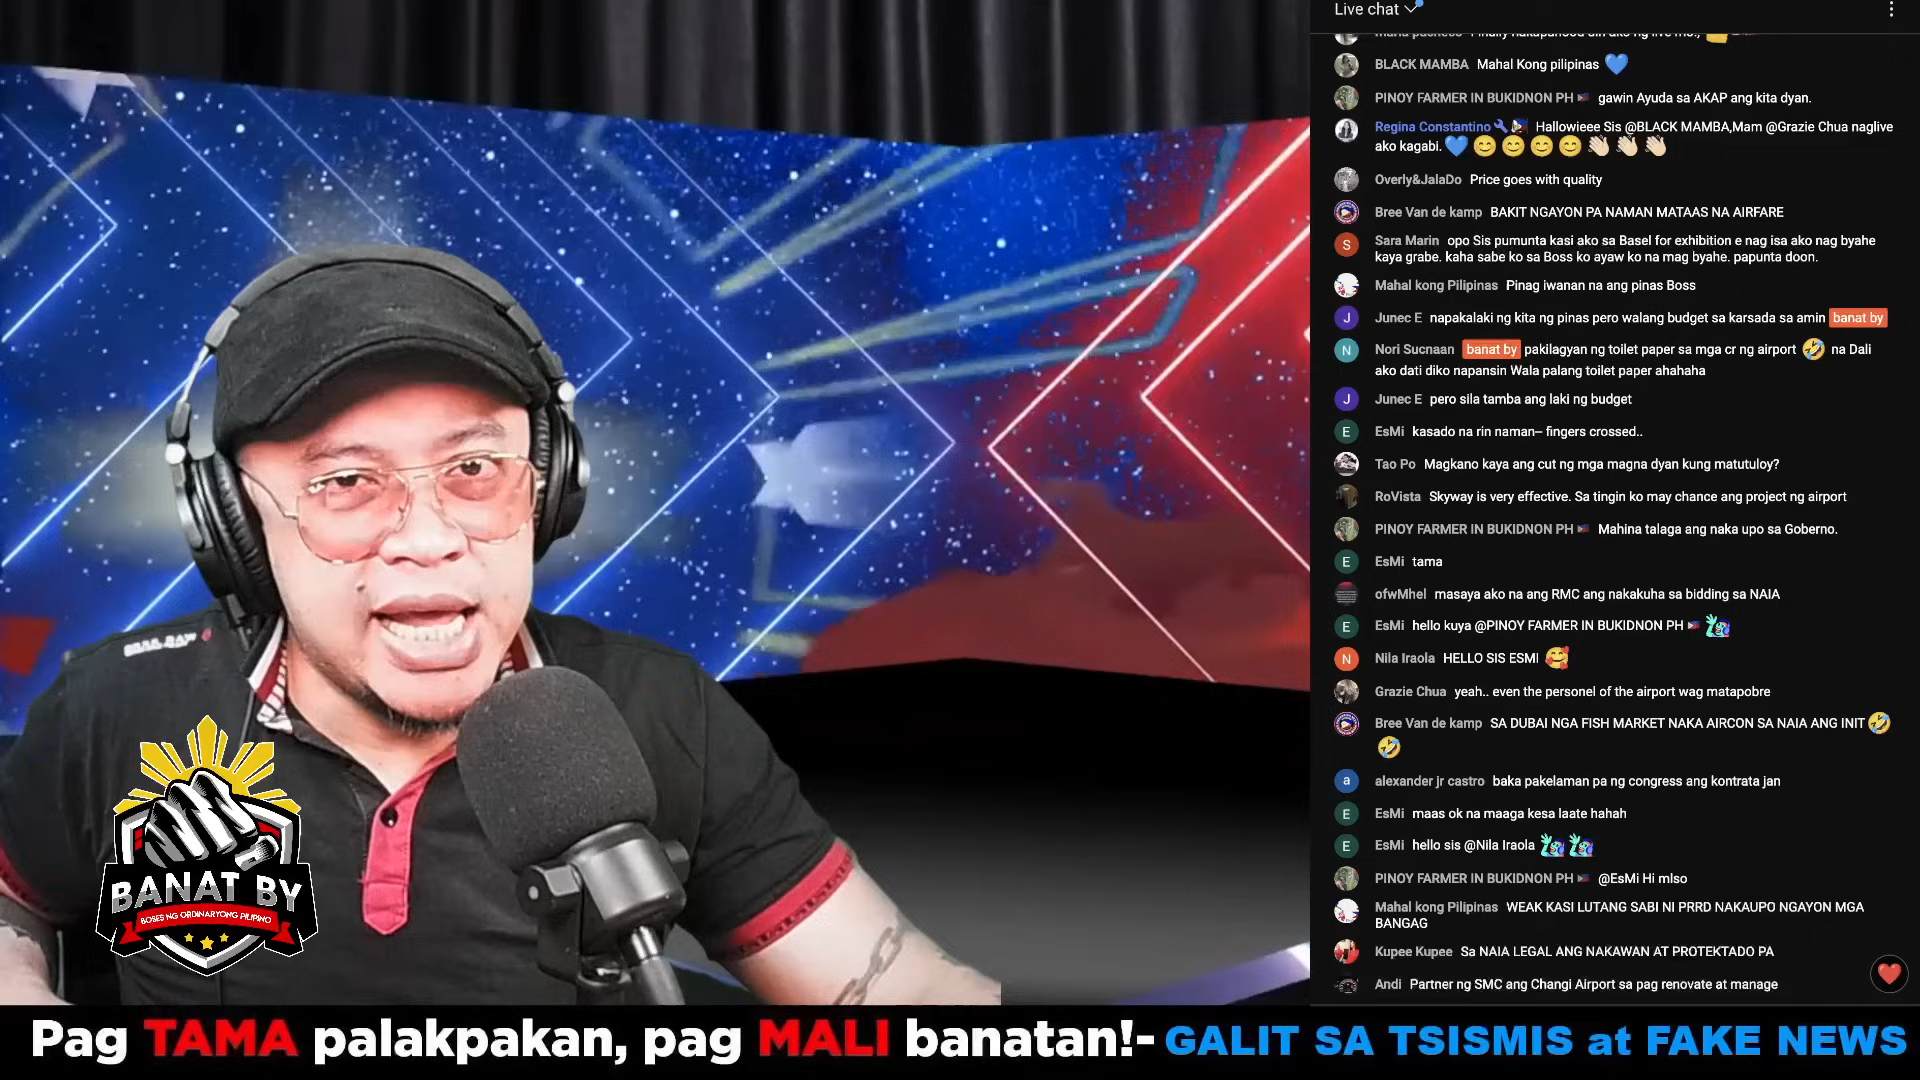 Live chat
BLACK MAMBA Mahal Kong pilipinas 💙
PINOY FARMER IN BUKIDNON PH 🇵🇭 gawin Ayuda sa AKAP ang kita dyan.
Regina Constantino Hallowieee Sis @BLACK MAMBA,Mam @Grazie Chua naglive
ako kagabi. 💙 😊 😊 😊 😊 👋🏻 👋🏻 👋🏻
Overly&JalaDo Price goes with quality
Bree Van de kamp BAKIT NGAYON PA NAMAN MATAAS NA AIRFARE
S
Sara Marin opo Sis pumunta kasi ako sa Basel for exhibition e nag isa ako nag byahe
kaya grabe. kaha sabe ko sa Boss ko ayaw ko na mag byahe. papunta doon.
Mahal kong Pilipinas Pinag iwanan na ang pinas Boss
J Junec E napakalaki ng kita ng pinas pero walang budget sa karsada sa amin banat by
N Nori Sucnaan banat by pakilagyan ng toilet paper sa mga cr ng airport 🤣 na Dali
ako dati diko napansin Wala palang toilet paper ahahaha
J Junec E pero sila tamba ang laki ng budget
E EsMi kasado na rin naman– fingers crossed..
Tao Po Magkano kaya ang cut ng mga magna dyan kung matutuloy?
RoVista Skyway is very effective. Sa tingin ko may chance ang project ng airport
PINOY FARMER IN BUKIDNON PH 🇵🇭 Mahina talaga ang naka upo sa Goberno.
E EsMi tama
ofwMhel masaya ako na ang RMC ang nakakuha sa bidding sa NAIA
E EsMi hello kuya @PINOY FARMER IN BUKIDNON PH 🇵🇭
N Nila Iraola HELLO SIS ESMI 🥰
Grazie Chua yeah.. even the personel of the airport wag matapobre
Bree Van de kamp SA DUBAI NGA FISH MARKET NAKA AIRCON SA NAIA ANG INIT 🤣
🤣
a alexander jr castro baka pakelaman pa ng congress ang kontrata jan
E EsMi maas ok na maaga kesa laate hahah
E EsMi hello sis @Nila Iraola
PINOY FARMER IN BUKIDNON PH 🇵🇭 @EsMi Hi mlso
Mahal kong Pilipinas WEAK KASI LUTANG SABI NI PRRD NAKAUPO NGAYON MGA
BANGAG
Kupee Kupee Sa NAIA LEGAL ANG NAKAWAN AT PROTEKTADO PA
Andi Partner ng SMC ang Changi Airport sa pag renovate at manage
BANAT BY
BOSES NG ORDINARYONG PILIPINO
Pag TAMA palakpakan, pag MALI banatan!- GALIT SA TSISMIS at FAKE NEWS